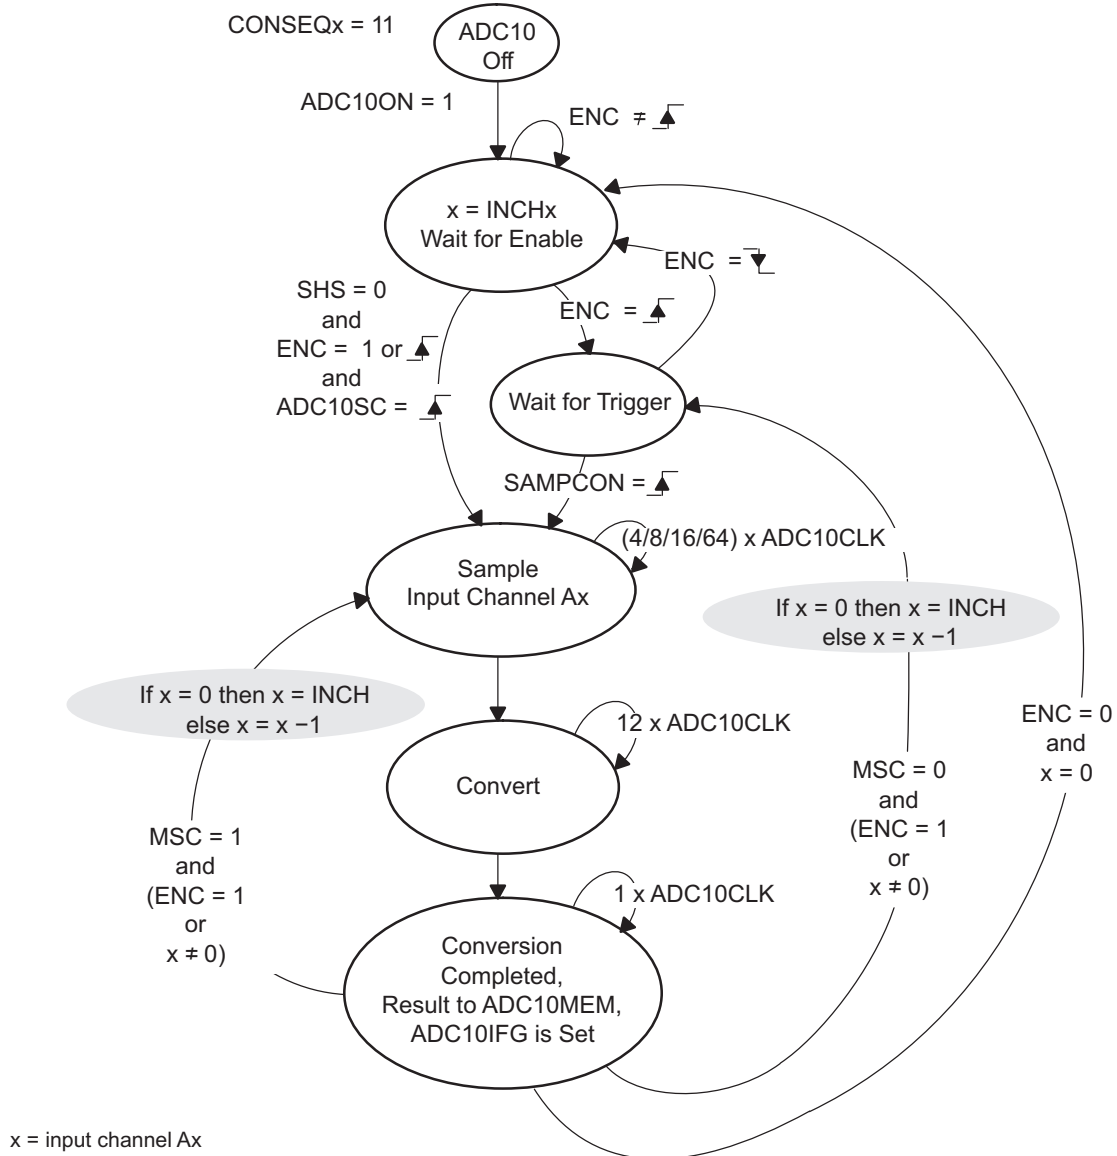 CONSEQx = 11
ADC10
Off
ADC10ON = 1
ENC ≠
x = INCHx
Wait for Enable
ENC =
SHS = 0
and
ENC = 1 or
and
ADC10SC =
ENC =
Wait for Trigger
SAMPCON =
(4/8/16/64) x ADC10CLK
Sample
Input Channel Ax
If x = 0 then x = INCH
else x = x −1
If x = 0 then x = INCH
else x = x −1
12 x ADC10CLK
Convert
ENC = 0
and
x = 0
MSC = 0
and
(ENC = 1
or
x ≠ 0)
MSC = 1
and
(ENC = 1
or
x ≠ 0)
1 x ADC10CLK
Conversion
Completed,
Result to ADC10MEM,
ADC10IFG is Set
x = input channel Ax